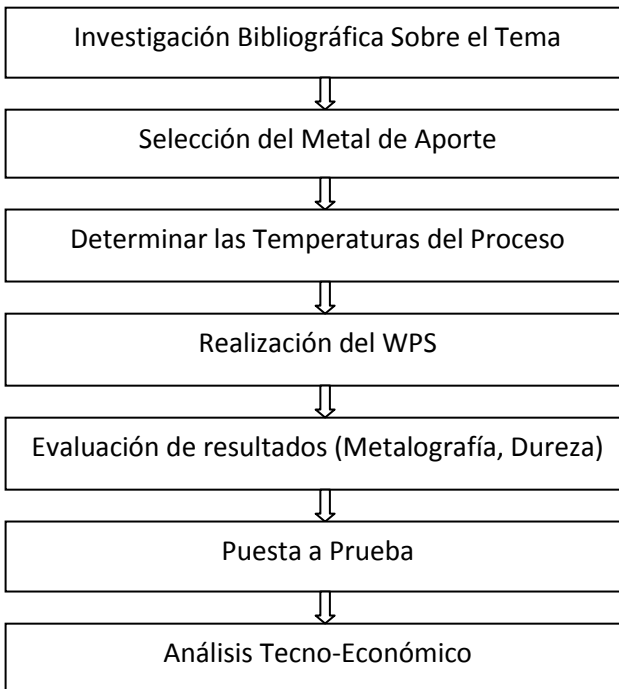 Investigación Bibliográfica Sobre el Tema
Selección del Metal de Aporte
Determinar las Temperaturas del Proceso
Realización del WPS
Evaluación de resultados (Metalografía, Dureza)
Puesta a Prueba
Análisis Tecno-Económico